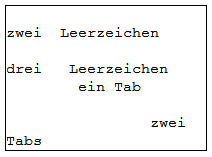 zwei  Leerzeichen
drei   Leerzeichen
        ein Tab
                zwei
Tabs